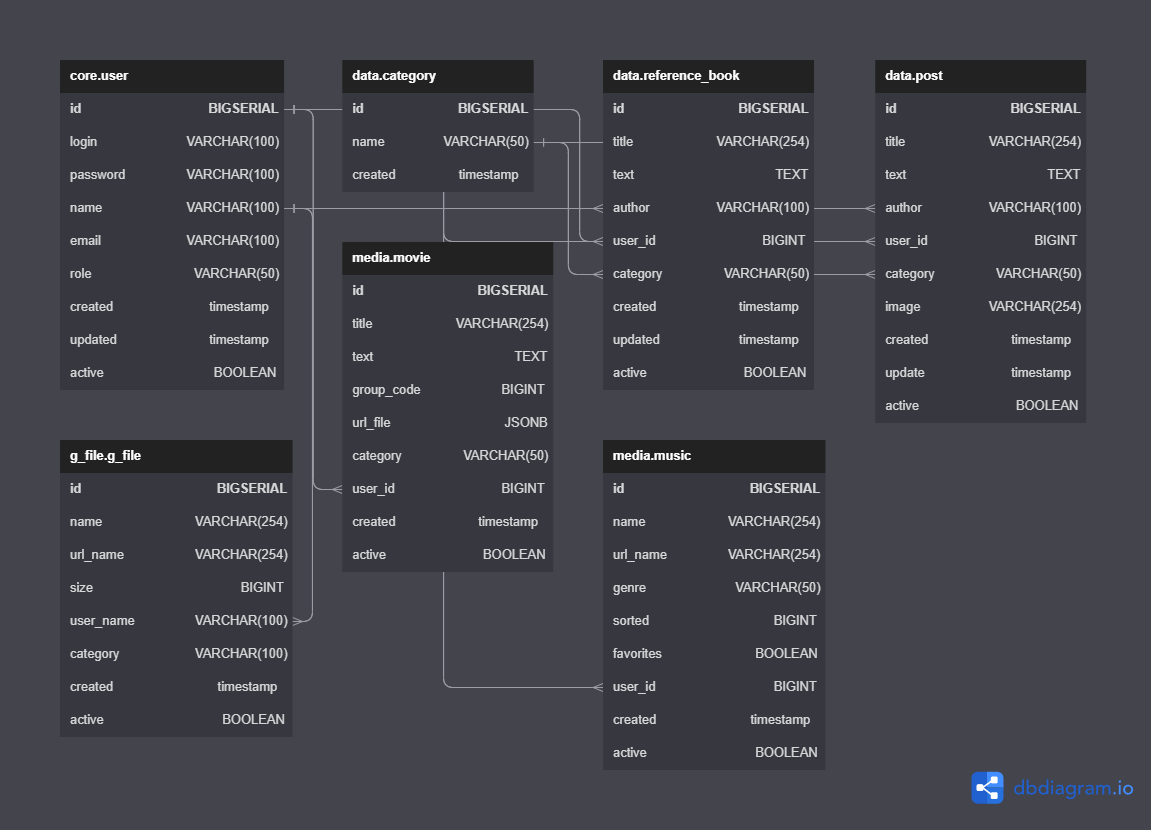 core.user
id BIGSERIAL
login VARCHAR(100)
password VARCHAR(100)
name VARCHAR(100)
email VARCHAR(100)
role VARCHAR(50)
created timestamp
updated timestamp
active BOOLEAN
data.category
id BIGSERIAL
name VARCHAR(50)
created timestamp
data.reference_book
id BIGSERIAL
title VARCHAR(254)
text TEXT
author VARCHAR(100)
user_id BIGINT
category VARCHAR(50)
created timestamp
updated timestamp
active BOOLEAN
data.post
id BIGSERIAL
title VARCHAR(254)
text TEXT
author VARCHAR(100)
user_id BIGINT
category VARCHAR(50)
image VARCHAR(254)
created timestamp
update timestamp
active BOOLEAN
media.movie
id BIGSERIAL
title VARCHAR(254)
text TEXT
group_code BIGINT
url_file JSONB
category VARCHAR(50)
user_id BIGINT
created timestamp
active BOOLEAN
g_file.g_file
id BIGSERIAL
name VARCHAR(254)
url_name VARCHAR(254)
size BIGINT
user_name VARCHAR(100)
category VARCHAR(100)
created timestamp
active BOOLEAN
media.music
id BIGSERIAL
name VARCHAR(254)
url_name VARCHAR(254)
genre VARCHAR(50)
sorted BIGINT
favorites BOOLEAN
user_id BIGINT
created timestamp
active BOOLEAN
dbdiagram.io